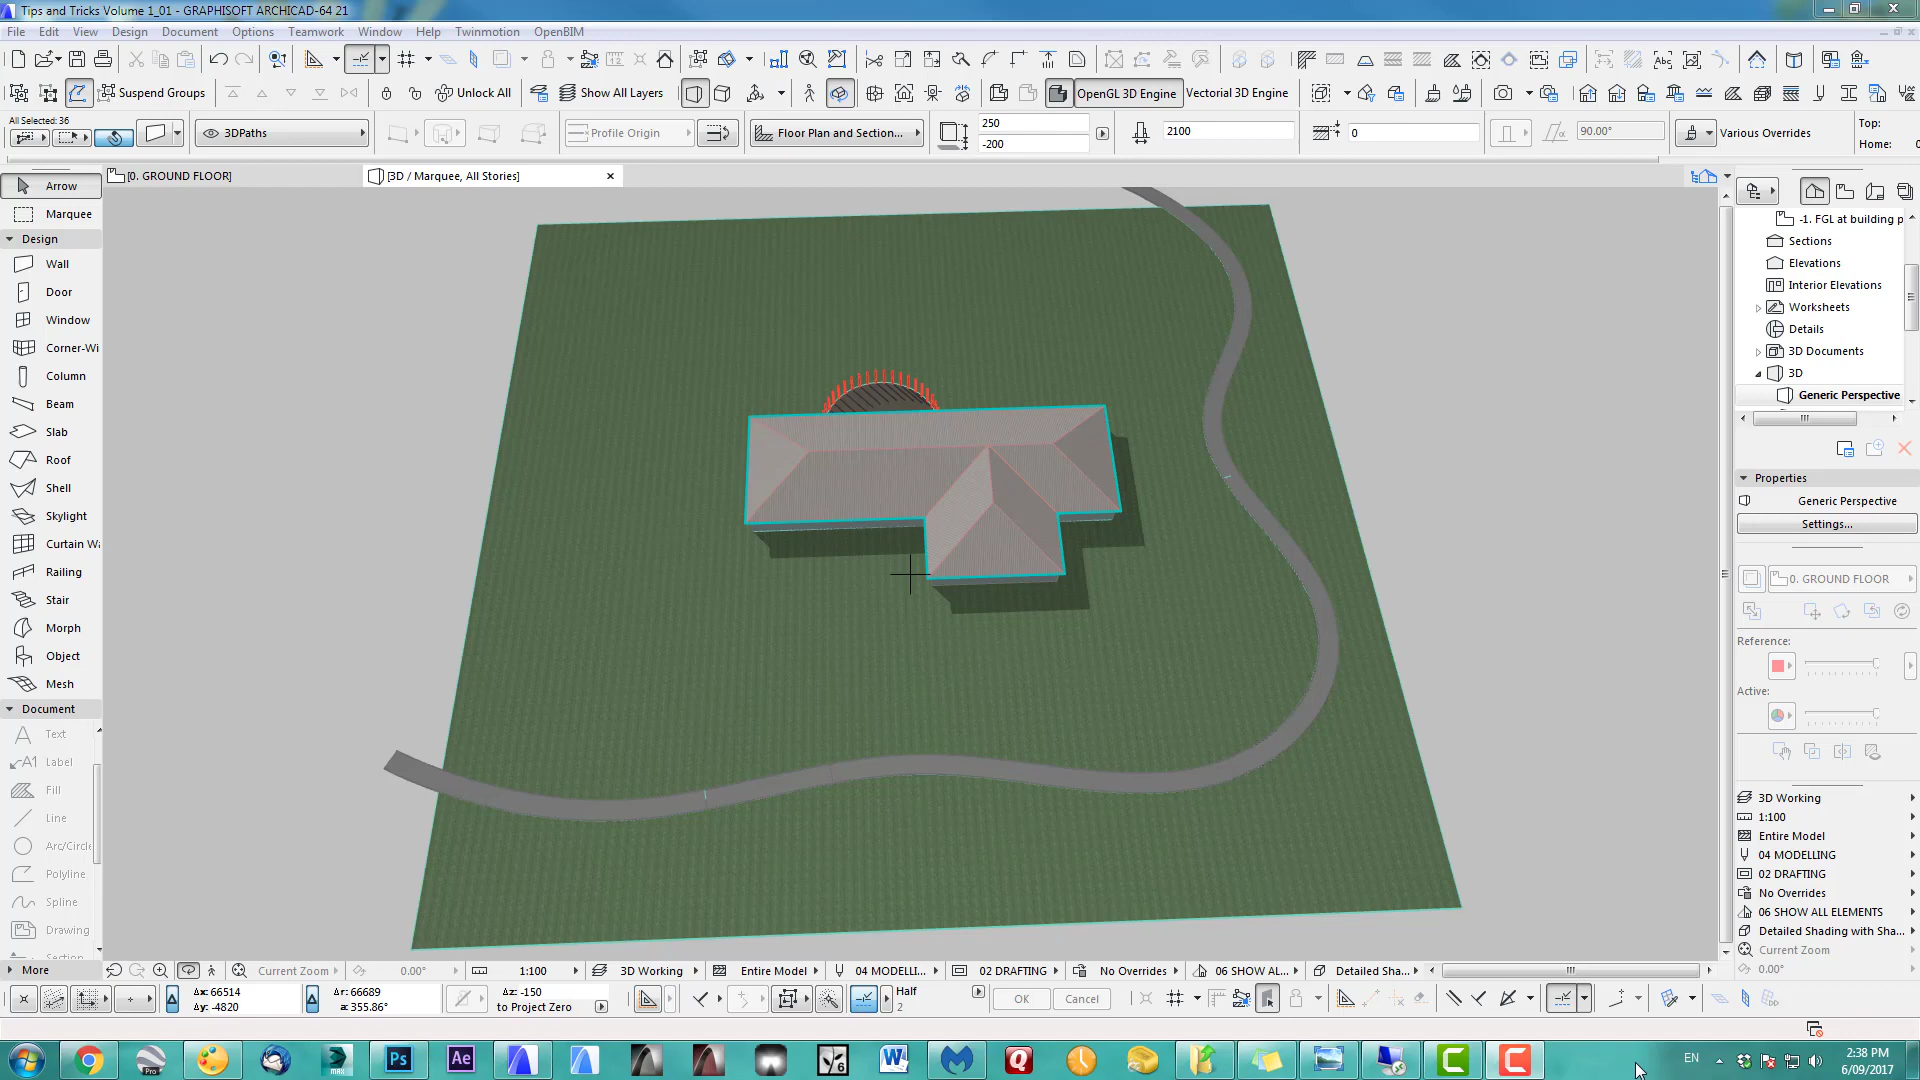 Tips and Tricks Volume 1_01 - GRAPHISOFT ARCHICAD-64 21
File Edit View Design Document Options Teamwork Window Help Twinmotion OpenBIM
Suspend Groups Unlock All Show All Layers OpenGL 3D Engine Vectorial 3D Engine
All Selected: 36
3DPaths Profile Origin Floor Plan and Section... 250 -200 2100 0 90.00° Various Overrides Top: Home:
[0. GROUND FLOOR] [3D / Marquee, All Stories]
Arrow
Marquee
Design
Wall
Door
Window
Corner-Wi
Column
Beam
Slab
Roof
Shell
Skylight
Curtain Wa
Railing
Stair
Morph
Object
Mesh
Document
Text
Label
Fill
Line
Arc/Circle
Polyline
Spline
Drawing
More
-1. FGL at building p
Sections
Elevations
Interior Elevations
Worksheets
Details
3D Documents
3D
Generic Perspective
Properties
Generic Perspective
Settings...
0. GROUND FLOOR
Reference:
Active:
3D Working
1:100
Entire Model
04 MODELLING
02 DRAFTING
No Overrides
06 SHOW ALL ELEMENTS
Detailed Shading with Sha...
Current Zoom
0.00°
Current Zoom 0.00° 1:100 3D Working Entire Model 04 MODELLI... 02 DRAFTING No Overrides 06 SHOW AL... Detailed Sha...
Δx: 66514 Δr: 66689 Δz: -150 Half OK Cancel
Δy: -4820 a: 355.86° to Project Zero 2
EN 2:38 PM
6/09/2017